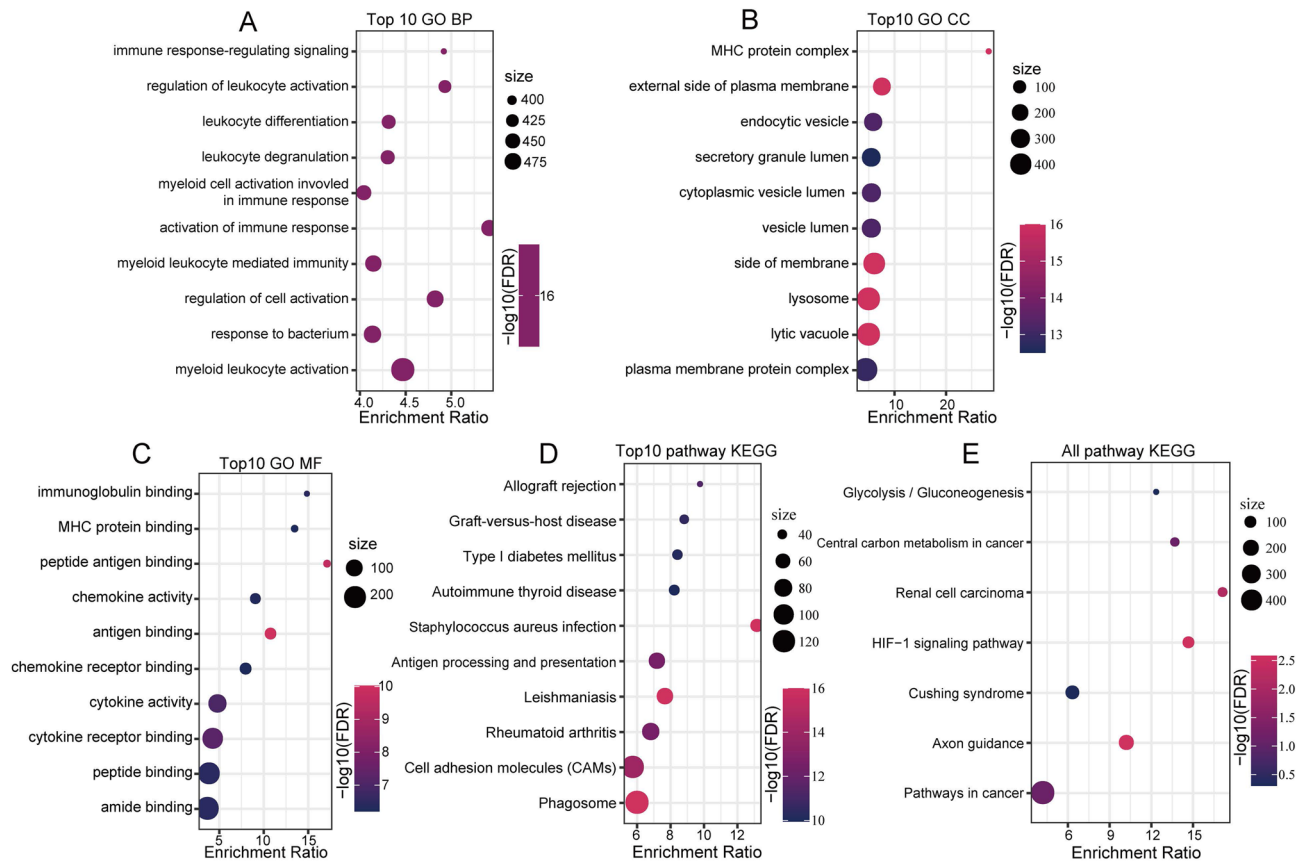 A
Top 10 GO BP
immune response-regulating signaling
regulation of leukocyte activation
leukocyte differentiation
leukocyte degranulation
myeloid cell activation invovled
in immune response
activation of immune response
myeloid leukocyte mediated immunity
regulation of cell activation
response to bacterium
myeloid leukocyte activation
4.0 4.5 5.0
Enrichment Ratio
size
400
425
450
475
−log10(FDR)
16
B
Top10 GO CC
MHC protein complex
external side of plasma membrane
endocytic vesicle
secretory granule lumen
cytoplasmic vesicle lumen
vesicle lumen
side of membrane
lysosome
lytic vacuole
plasma membrane protein complex
10 20
Enrichment Ratio
size
100
200
300
400
−log10(FDR)
16
15
14
13
C
Top10 GO MF
immunoglobulin binding
MHC protein binding
peptide antigen binding
chemokine activity
antigen binding
chemokine receptor binding
cytokine activity
cytokine receptor binding
peptide binding
amide binding
5 10 15
Enrichment Ratio
size
100
200
−log10(FDR)
10
9
8
7
D
Top10 pathway KEGG
Allograft rejection
Graft-versus-host disease
Type I diabetes mellitus
Autoimmune thyroid disease
Staphylococcus aureus infection
Antigen processing and presentation
Leishmaniasis
Rheumatoid arthritis
Cell adhesion molecules (CAMs)
Phagosome
6 8 10 12
Enrichment Ratio
size
40
60
80
100
120
−log10(FDR)
16
14
12
10
E
All pathway KEGG
Glycolysis / Gluconeogenesis
Central carbon metabolism in cancer
Renal cell carcinoma
HIF−1 signaling pathway
Cushing syndrome
Axon guidance
Pathways in cancer
6 9 12 15
Enrichment Ratio
size
100
200
300
400
−log10(FDR)
2.5
2.0
1.5
1.0
0.5